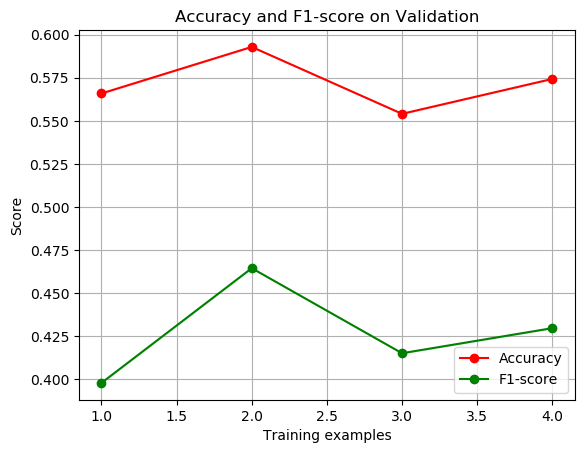 Accuracy and F1-score on Validation
0.600
0.575
0.550
0.525
0.500
0.475
0.450
0.425
0.400
Score
Accuracy
F1-score
1.0 1.5 2.0 2.5 3.0 3.5 4.0
Training examples